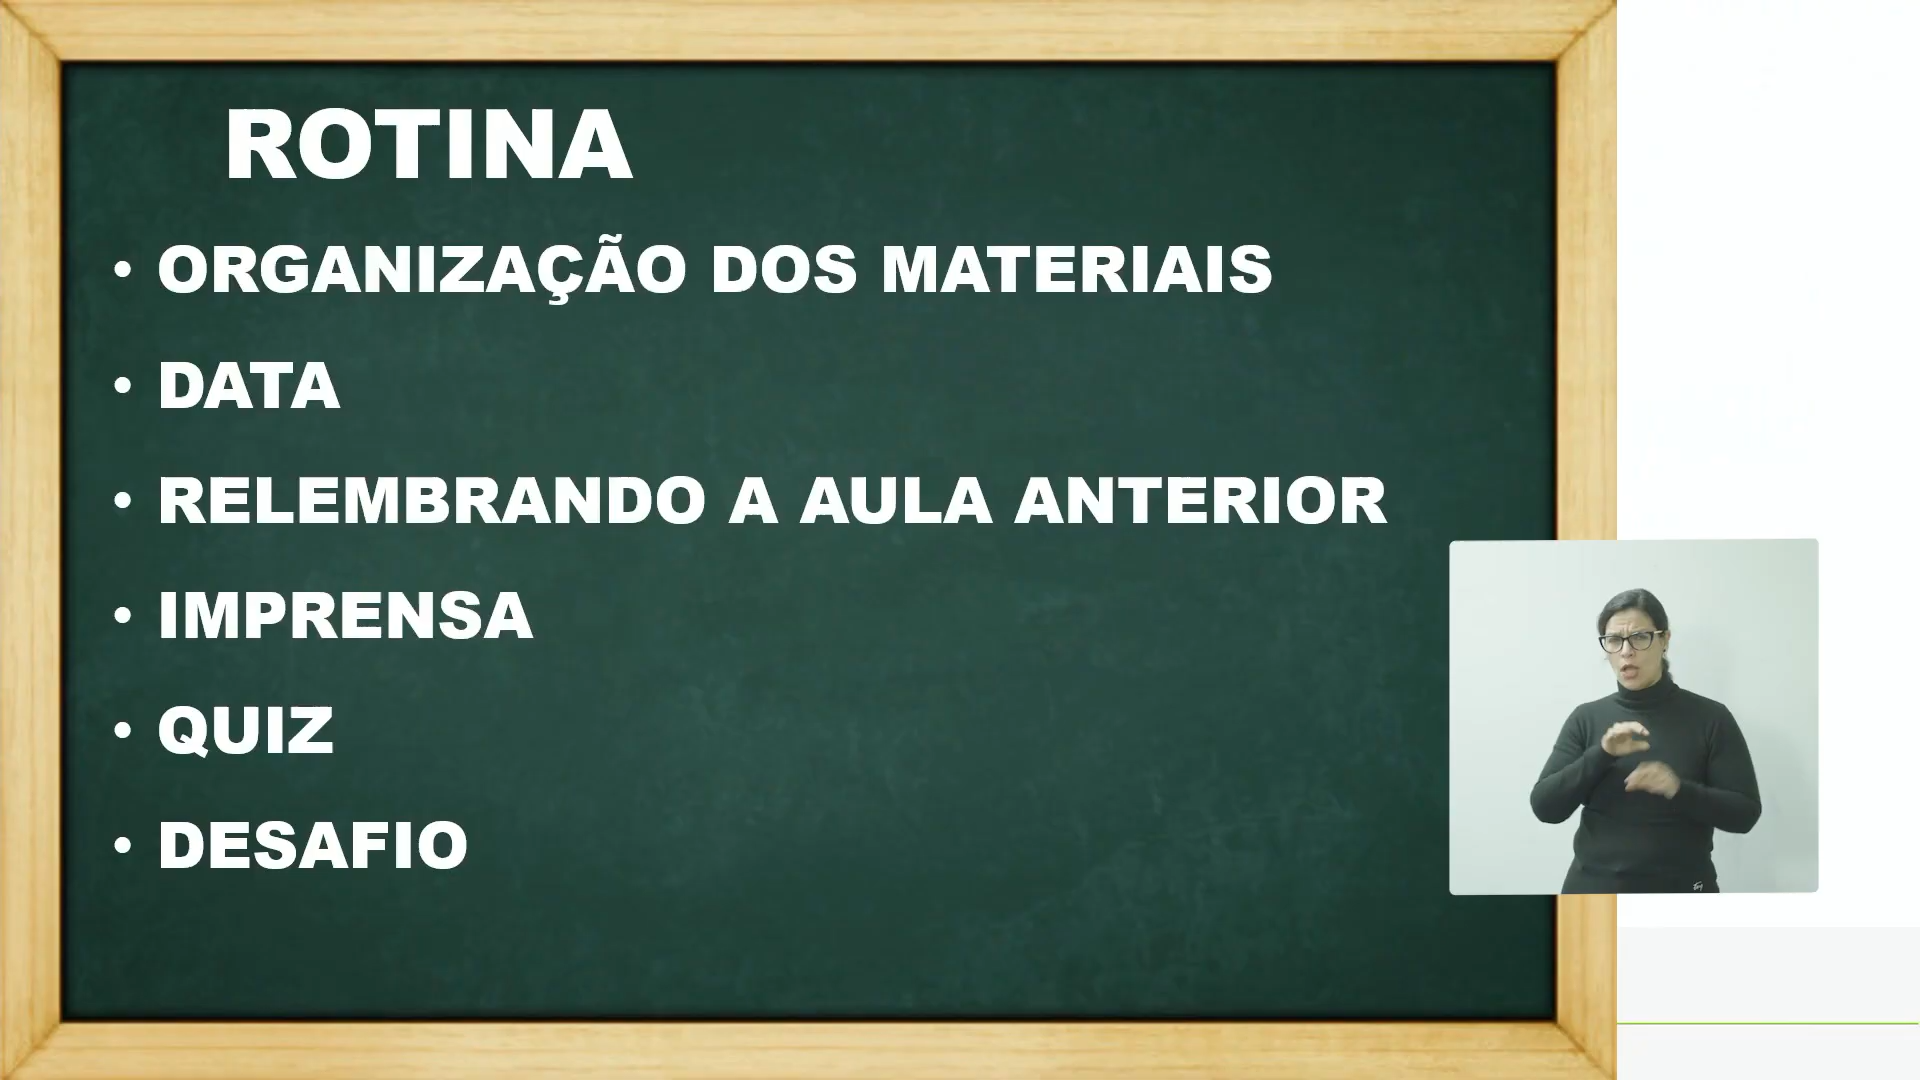 ROTINA
• ORGANIZAÇÃO DOS MATERIAIS
• DATA
• RELEMBRANDO A AULA ANTERIOR
• IMPRENSA
• QUIZ
• DESAFIO